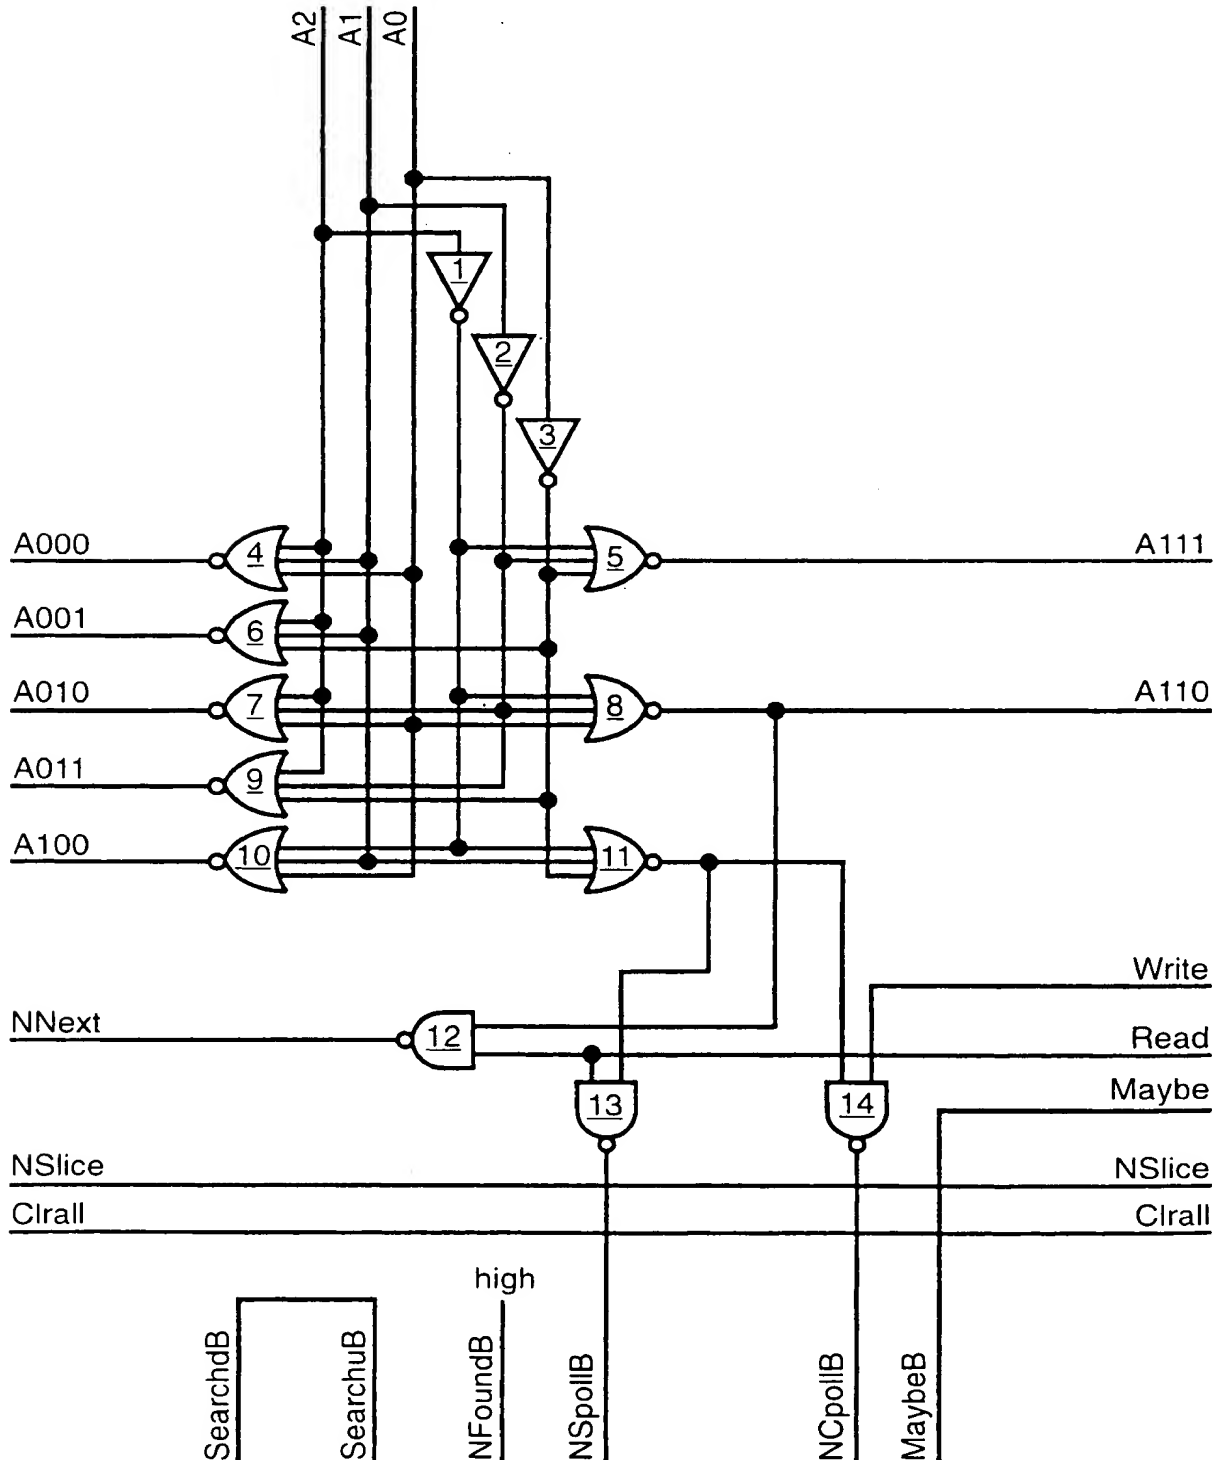 A2
A1
A0
1
2
3
A000
4
5
A111
A001
6
A010
7
8
A110
A011
9
A100
10
11
Write
NNext
12
Read
Maybe
13
14
NSlice
NSlice
Clrall
Clrall
high
SearchdB
SearchuB
NFoundB
NSpollB
NCpollB
MaybeB